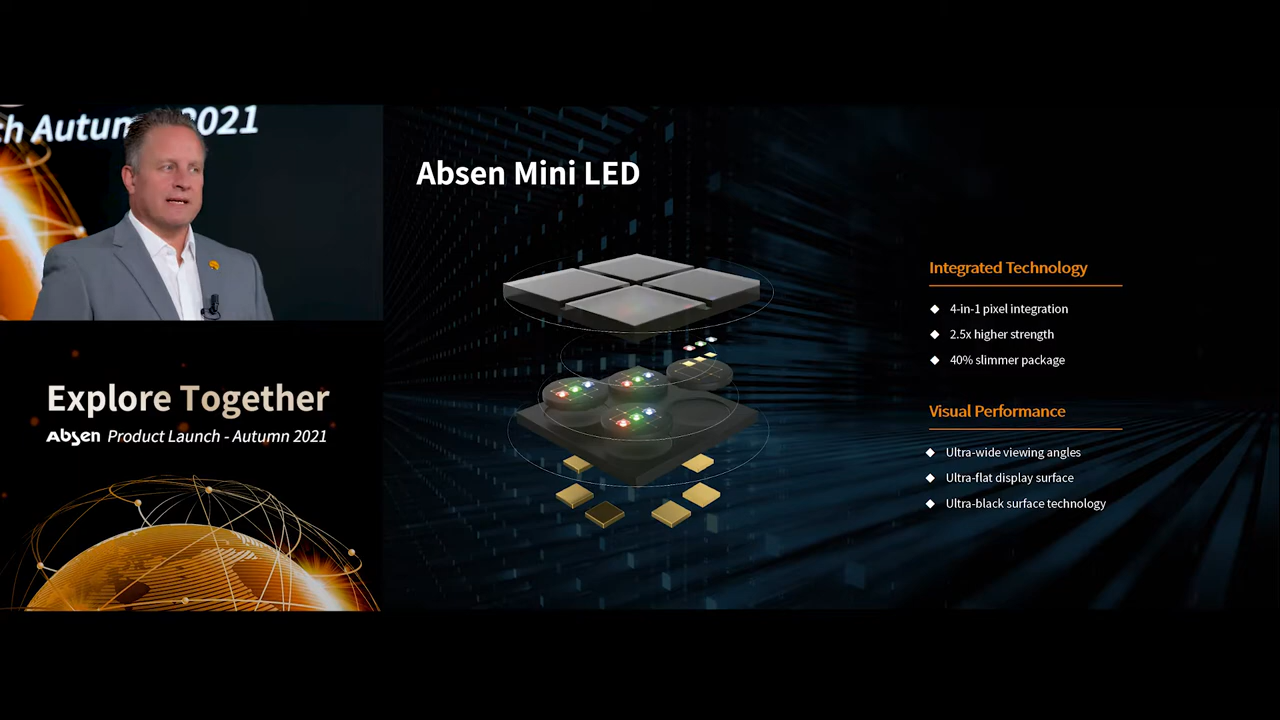 ch Autumn 2021
Explore Together
Absen Product Launch - Autumn 2021
Absen Mini LED
Integrated Technology
4-in-1 pixel integration
2.5x higher strength
40% slimmer package
Visual Performance
Ultra-wide viewing angles
Ultra-flat display surface
Ultra-black surface technology